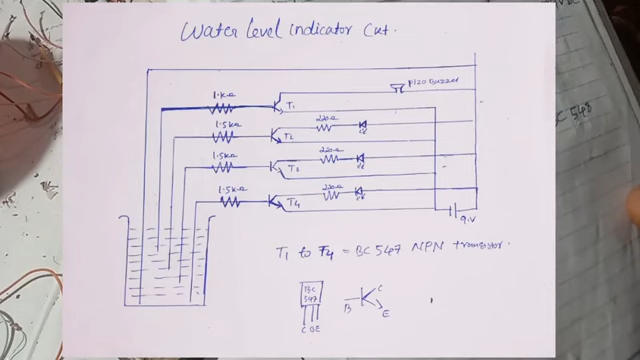 Water Level indicator Cut.
Pizo Buzzer
1.KΩ
T1
220Ω
1.5KΩ
T2
220Ω
1.5KΩ
T3
1.5KΩ
220Ω
T4
9.V
T1 to T4 = BC 547 NPN transistor.
BC
547
C B E
B
C
E
BC 548